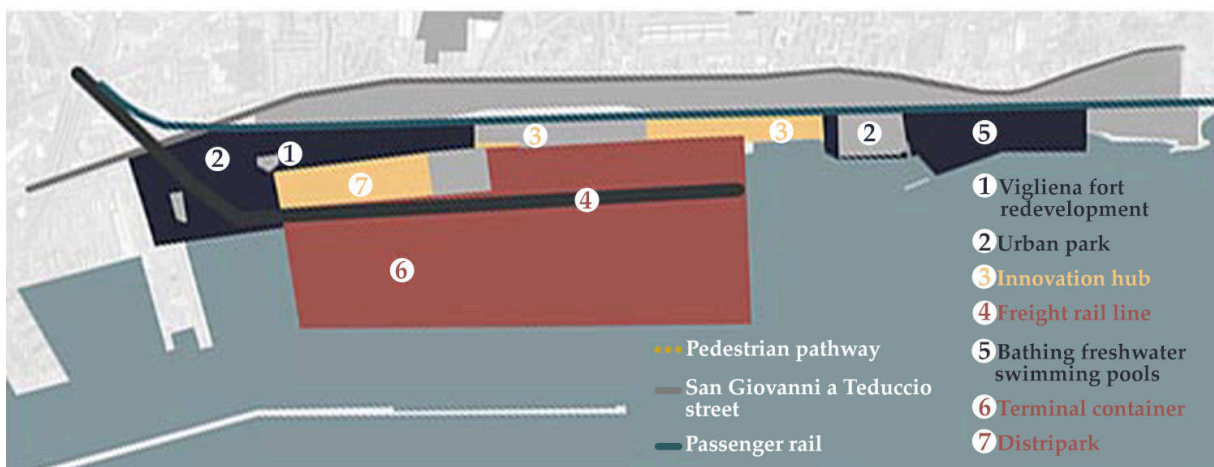 3
3
2
5
1
2
7
4
6
1 Vigliena fort
redevelopment
2 Urban park
3 Innovation hub
4 Freight rail line
5 Bathing freshwater
swimming pools
6 Terminal container
7 Distripark
Pedestrian pathway
San Giovanni a Teduccio
street
Passenger rail